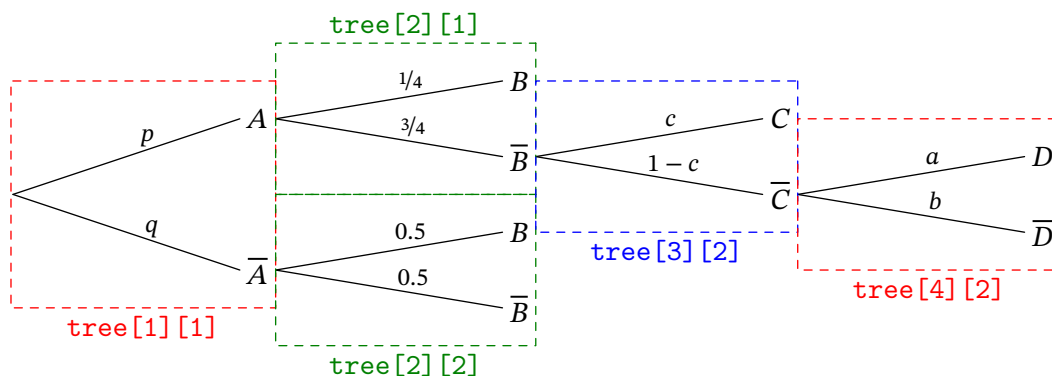 tree[2][1]
1/4
B
p
A
3/4
c
C
B̅
a
D
1 − c
C̅
b
q
0.5
B
D̅
A̅
tree[3][2]
0.5
tree[4][2]
B̅
tree[1][1]
tree[2][2]